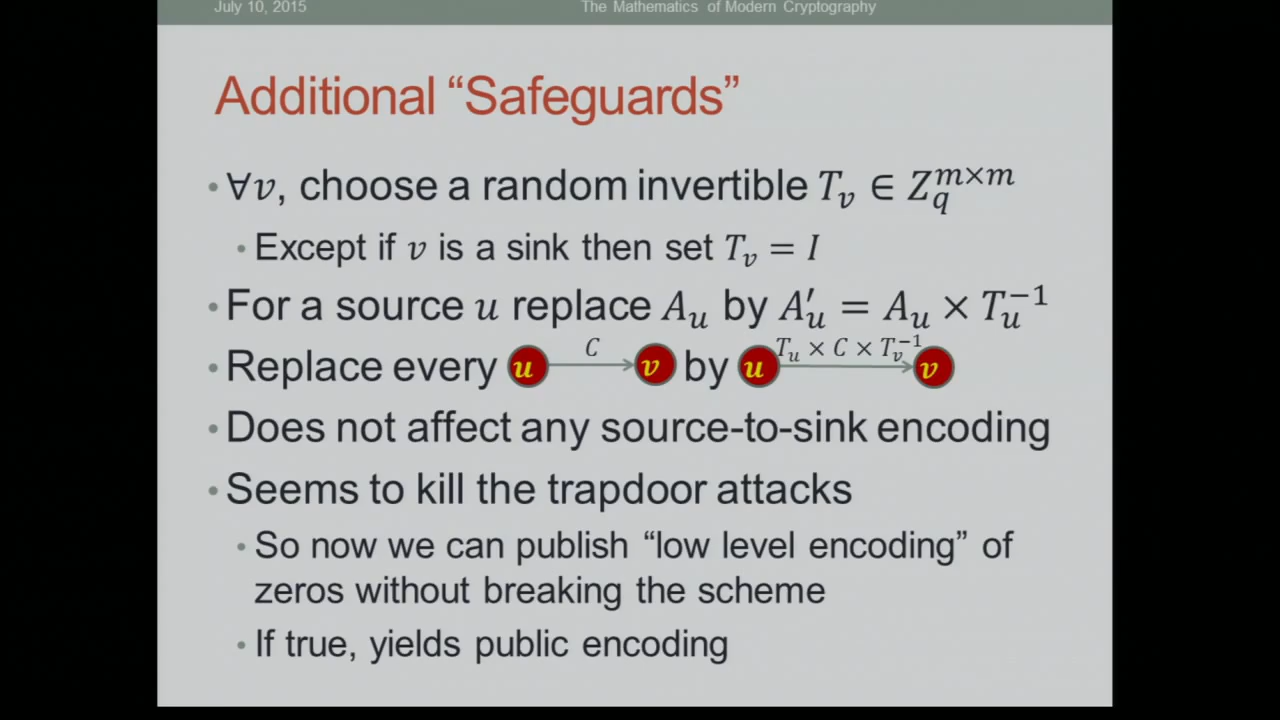 July 10, 2015 The Mathematics of Modern Cryptography
Additional “Safeguards”
• ∀v, choose a random invertible T_v ∈ Z_q^{m×m}
• Except if v is a sink then set T_v = I
• For a source u replace A_u by A′_u = A_u × T_u^{−1}
• Replace every u C v by u T_u × C × T_v^{−1} v
• Does not affect any source-to-sink encoding
• Seems to kill the trapdoor attacks
• So now we can publish “low level encoding” of
zeros without breaking the scheme
• If true, yields public encoding